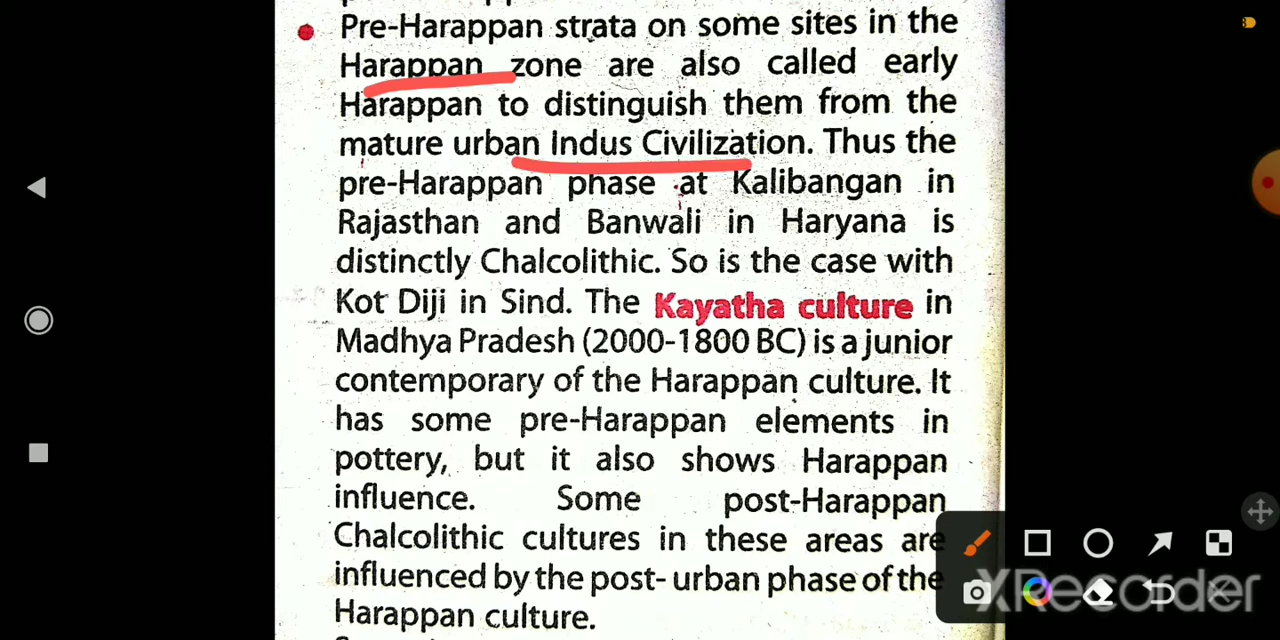 Pre-Harappan strata on some sites in the
Harappan zone are also called early
Harappan to distinguish them from the
mature urban Indus Civilization. Thus the
pre-Harappan phase at Kalibangan in
Rajasthan and Banwali in Haryana is
distinctly Chalcolithic. So is the case with
Kot Diji in Sind. The Kayatha culture in
Madhya Pradesh (2000-1800 BC) is a junior
contemporary of the Harappan culture. It
has some pre-Harappan elements in
pottery, but it also shows Harappan
influence. Some post-Harappan
Chalcolithic cultures in these areas are
influenced by the post- urban phase of the
Harappan culture.
XRecorder